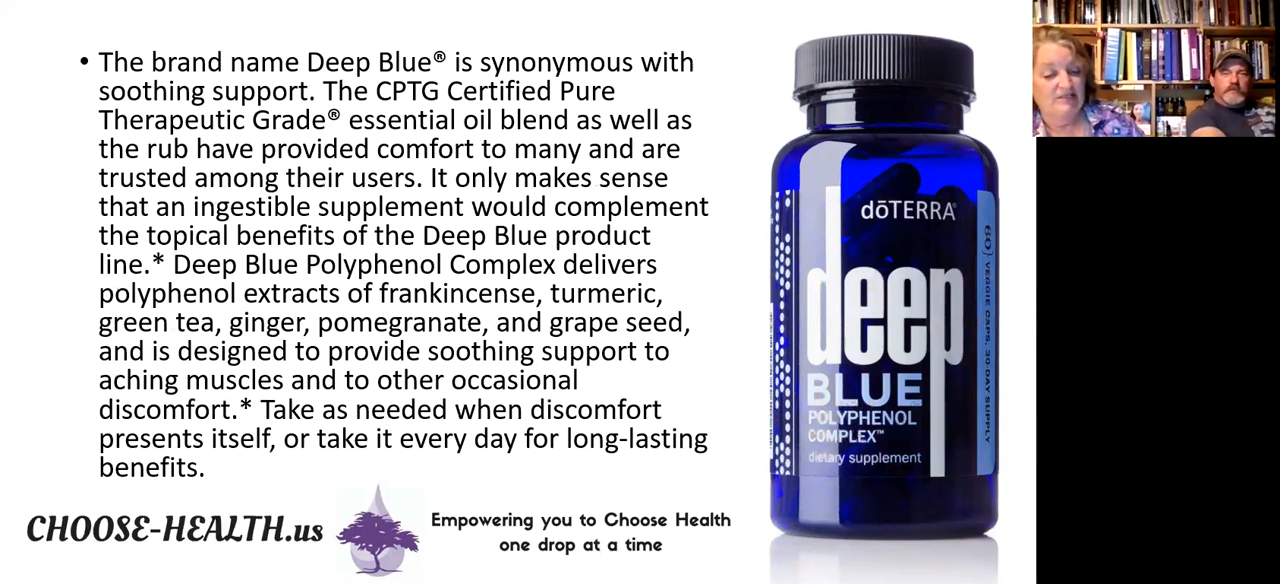 • The brand name Deep Blue® is synonymous with
soothing support. The CPTG Certified Pure
Therapeutic Grade® essential oil blend as well as
the rub have provided comfort to many and are
trusted among their users. It only makes sense
that an ingestible supplement would complement
the topical benefits of the Deep Blue product
line.* Deep Blue Polyphenol Complex delivers
polyphenol extracts of frankincense, turmeric,
green tea, ginger, pomegranate, and grape seed,
and is designed to provide soothing support to
aching muscles and to other occasional
discomfort.* Take as needed when discomfort
presents itself, or take it every day for long-lasting
benefits.
CHOOSE-HEALTH.us
Empowering you to Choose Health
one drop at a time
dōTERRA®
deep
BLUE
POLYPHENOL
COMPLEX™
dietary supplement
60 VEGGIE CAPS, 30-DAY SUPPLY